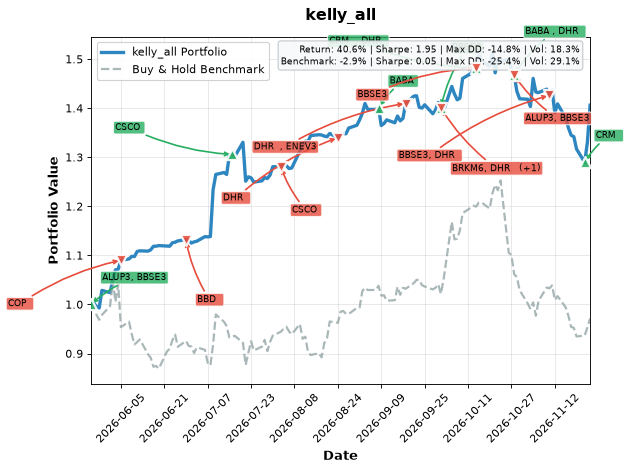 kelly_all
CRM , DHR
BABA , DHR
kelly_all Portfolio
Buy & Hold Benchmark
Return: 40.6% | Sharpe: 1.95 | Max DD: -14.8% | Vol: 18.3%
Benchmark: -2.9% | Sharpe: 0.05 | Max DD: -25.4% | Vol: 29.1%
BABA
BBSE3
ALUP3, BBSE3
CSCO
CRM
DHR , ENEV3
BBSE3, DHR
BRKM6, DHR (+1)
DHR
CSCO
ALUP3, BBSE3
COP
BBD
Portfolio Value
1.5
1.4
1.3
1.2
1.1
1.0
0.9
2026-06-05
2026-06-21
2026-07-07
2026-07-23
2026-08-08
2026-08-24
2026-09-09
2026-09-25
2026-10-11
2026-10-27
2026-11-12
Date